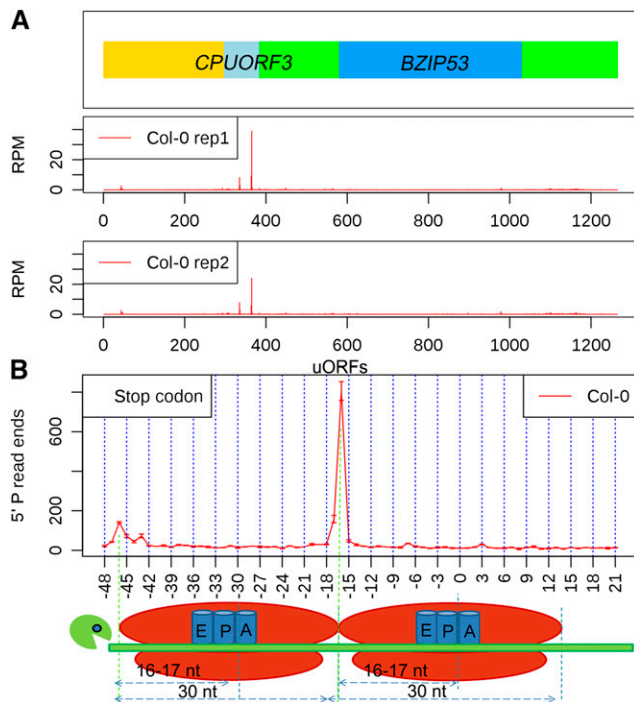 A
CPUORF3 BZIP53
RPM
0 20
Col-0 rep1
0 200 400 600 800 1000 1200
RPM
0 20
Col-0 rep2
0 200 400 600 800 1000 1200
uORFs
B
Stop codon
Col-0
5' P read ends
0 200 600
-48 -45 -42 -39 -36 -33 -30 -27 -24 -21 -18 -15 -12 -9 -6 -3 0 3 6 9 12 15 18 21
E P A E P A
16-17 nt 16-17 nt
30 nt 30 nt